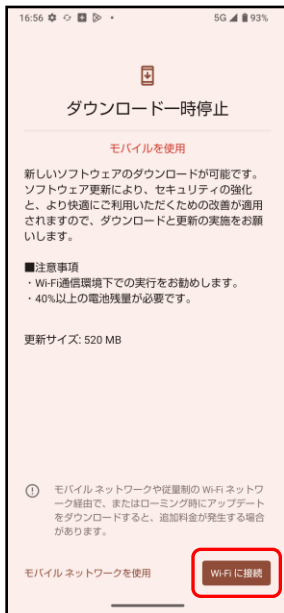 16:56 5G 93%
ダウンロード一時停止
モバイルを使用
新しいソフトウェアのダウンロードが可能です。
ソフトウェア更新により、セキュリティの強化
と、より快適にご利用いただくための改善が適用
されますので、ダウンロードと更新の実施をお願
いします。
■注意事項
・Wi-Fi通信環境下での実行をお勧めします。
・40%以上の電池残量が必要です。
更新サイズ: 520 MB
モバイル ネットワークや従量制の Wi-Fi ネットワ
ーク経由で、またはローミング時にアップデート
をダウンロードすると、追加料金が発生する場合
があります。
モバイル ネットワークを使用
Wi-Fi に接続